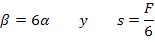 β = 6α y s = F/6